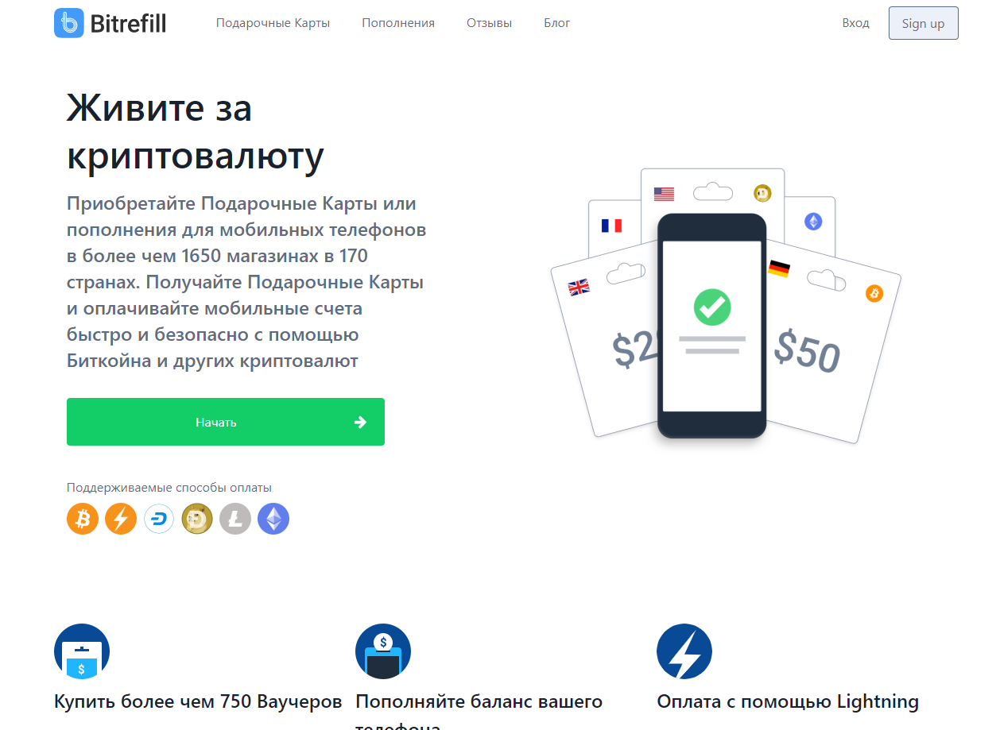 Bitrefill
Подарочные Карты
Пополнения
Отзывы
Блог
Вход
Sign up
Живите за
криптовалюту
Приобретайте Подарочные Карты или
пополнения для мобильных телефонов
в более чем 1650 магазинах в 170
странах. Получайте Подарочные Карты
и оплачивайте мобильные счета
быстро и безопасно с помощью
Биткойна и других криптовалют
Начать
Поддерживаемые способы оплаты
$50
Купить более чем 750 Ваучеров
Пополняйте баланс вашего
телефона
Оплата с помощью Lightning